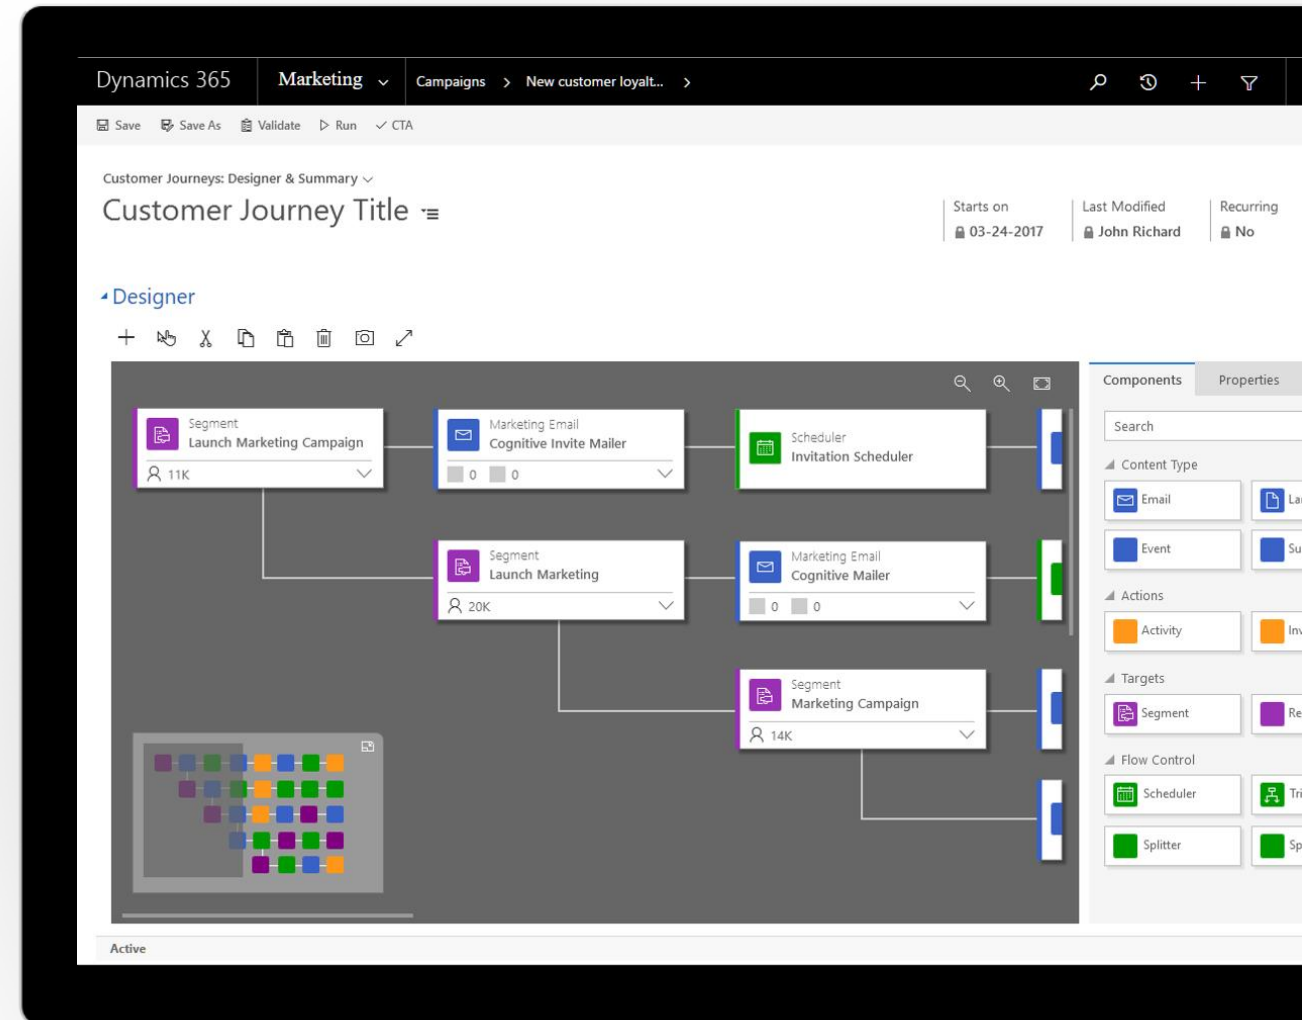 Dynamics 365 Marketing Campaigns > New customer loyalt... >
Save Save As Validate Run CTA
Customer Journeys: Designer & Summary
Customer Journey Title
Starts on Last Modified Recurring
03-24-2017 John Richard No
Designer
Components Properties
Search
Segment
Launch Marketing Campaign
11K
Marketing Email
Cognitive Invite Mailer
0 0
Scheduler
Invitation Scheduler
Segment
Launch Marketing
20K
Marketing Email
Cognitive Mailer
0 0
Segment
Marketing Campaign
14K
Content Type
Email
Event
Actions
Activity
Targets
Segment
Flow Control
Scheduler
Splitter
Active